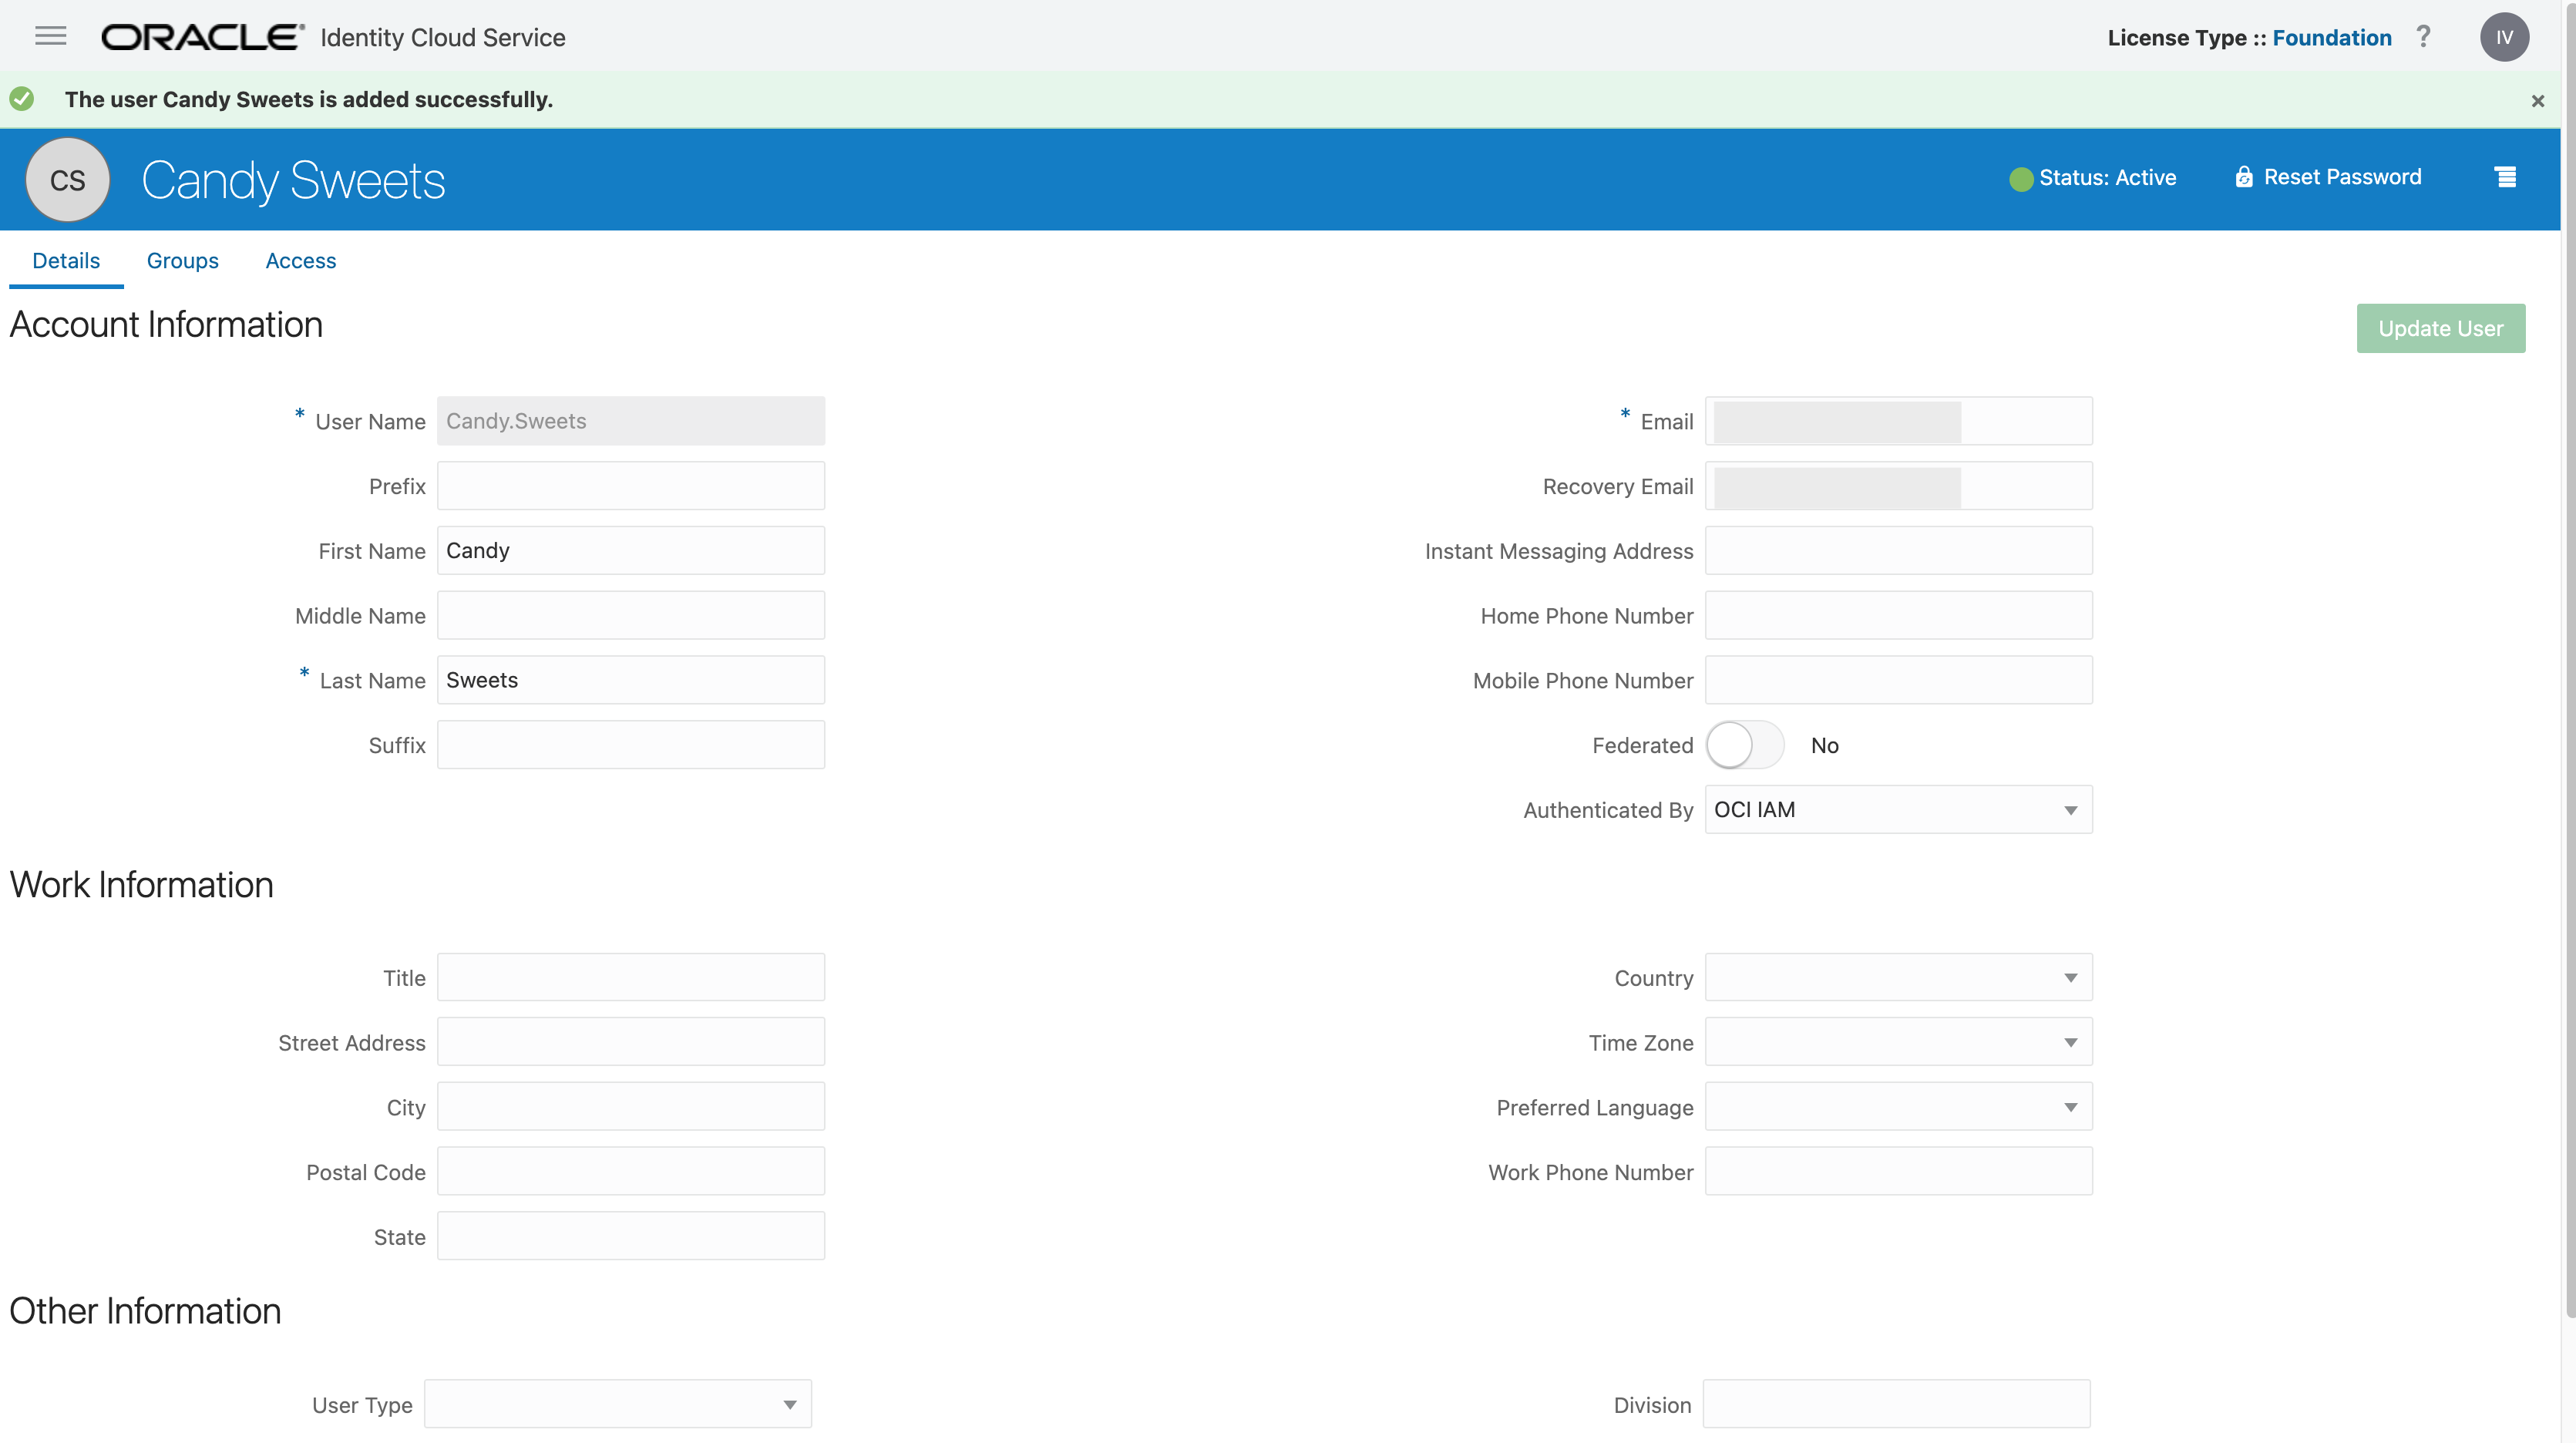 ORACLE® Identity Cloud Service
License Type :: Foundation ? IV
The user Candy Sweets is added successfully. ×
CS Candy Sweets
Status: Active Reset Password
Details Groups Access
Account Information
Update User
* User Name Candy.Sweets
Prefix
First Name Candy
Middle Name
* Last Name Sweets
Suffix
* Email
Recovery Email
Instant Messaging Address
Home Phone Number
Mobile Phone Number
Federated No
Authenticated By OCI IAM
Work Information
Title
Street Address
City
Postal Code
State
Country
Time Zone
Preferred Language
Work Phone Number
Other Information
User Type
Division